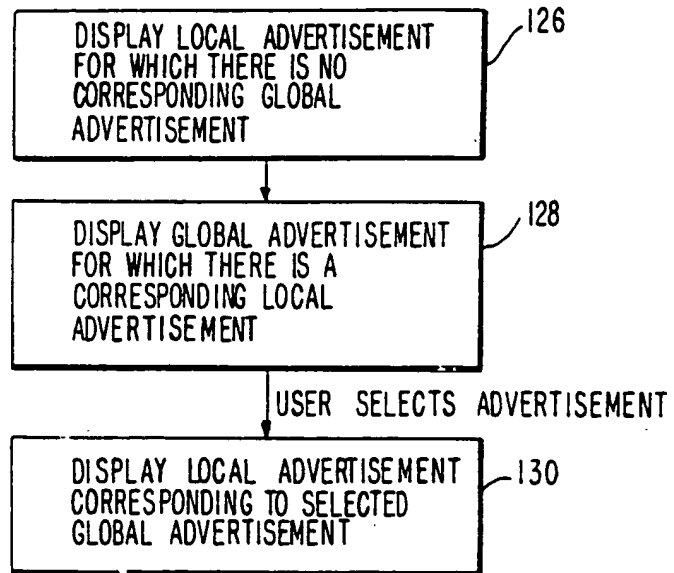 126
DISPLAY LOCAL ADVERTISEMENT
FOR WHICH THERE IS NO
CORRESPONDING GLOBAL
ADVERTISEMENT
128
DISPLAY GLOBAL ADVERTISEMENT
FOR WHICH THERE IS A
CORRESPONDING LOCAL
ADVERTISEMENT
USER SELECTS ADVERTISEMENT
130
DISPLAY LOCAL ADVERTISEMENT
CORRESPONDING TO SELECTED
GLOBAL ADVERTISEMENT